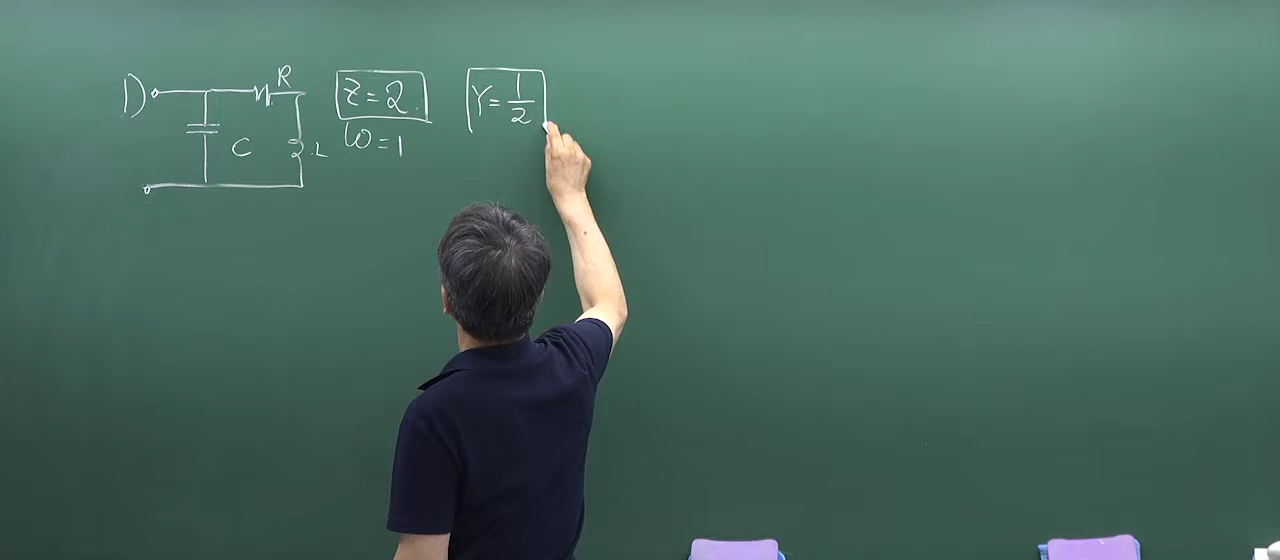 1)
R
C
L
Z = 2
ω = 1
Y = 1/2